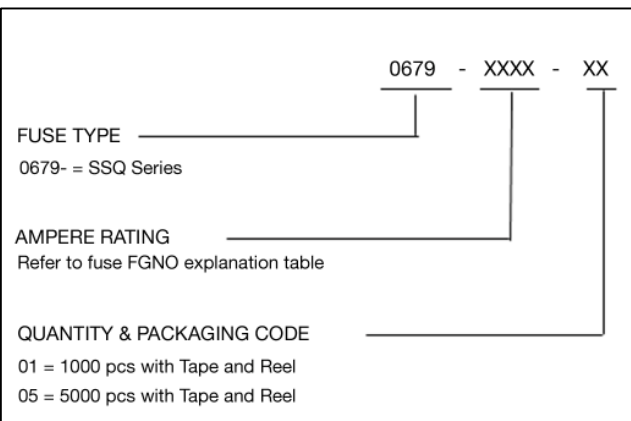 0679 - XXXX - XX
FUSE TYPE
0679- = SSQ Series
AMPERE RATING
Refer to fuse FGNO explanation table
QUANTITY & PACKAGING CODE
01 = 1000 pcs with Tape and Reel
05 = 5000 pcs with Tape and Reel